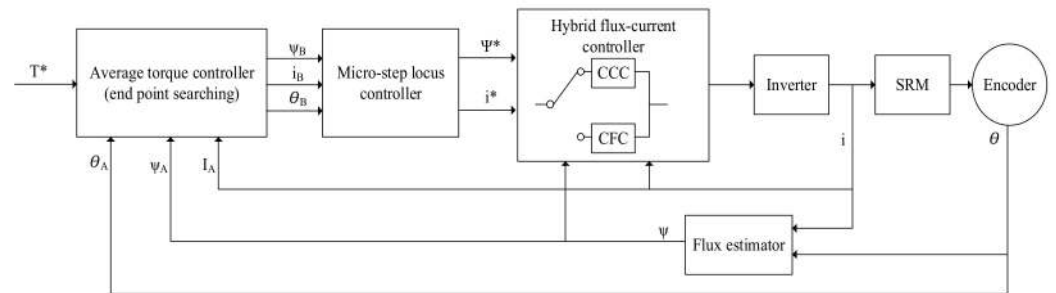 T*
Average torque controller
(end point searching)
ψB
iB
θB
Micro-step locus
controller
Ψ*
i*
Hybrid flux-current
controller
CCC
CFC
Inverter
SRM
Encoder
θA
ψA
IA
i
θ
ψ
Flux estimator